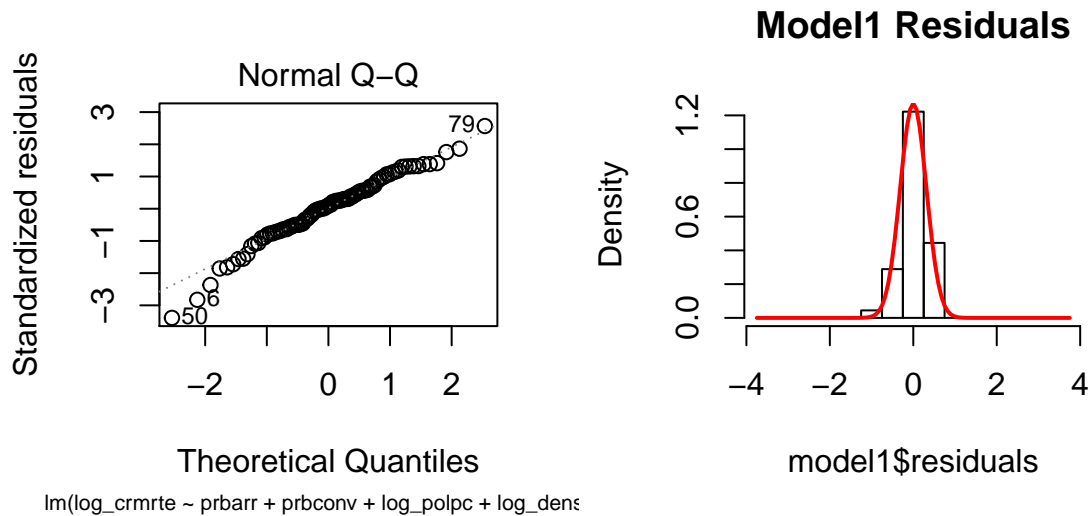 Normal Q−Q
Standardized residuals
3
1
−1
−3
79
6
50
−2
0
1
2
Theoretical Quantiles
lm(log_crmrte ~ prbarr + prbconv + log_polpc + log_dens
Model1 Residuals
Density
1.2
0.6
0.0
−4
−2
0
2
4
model1$residuals